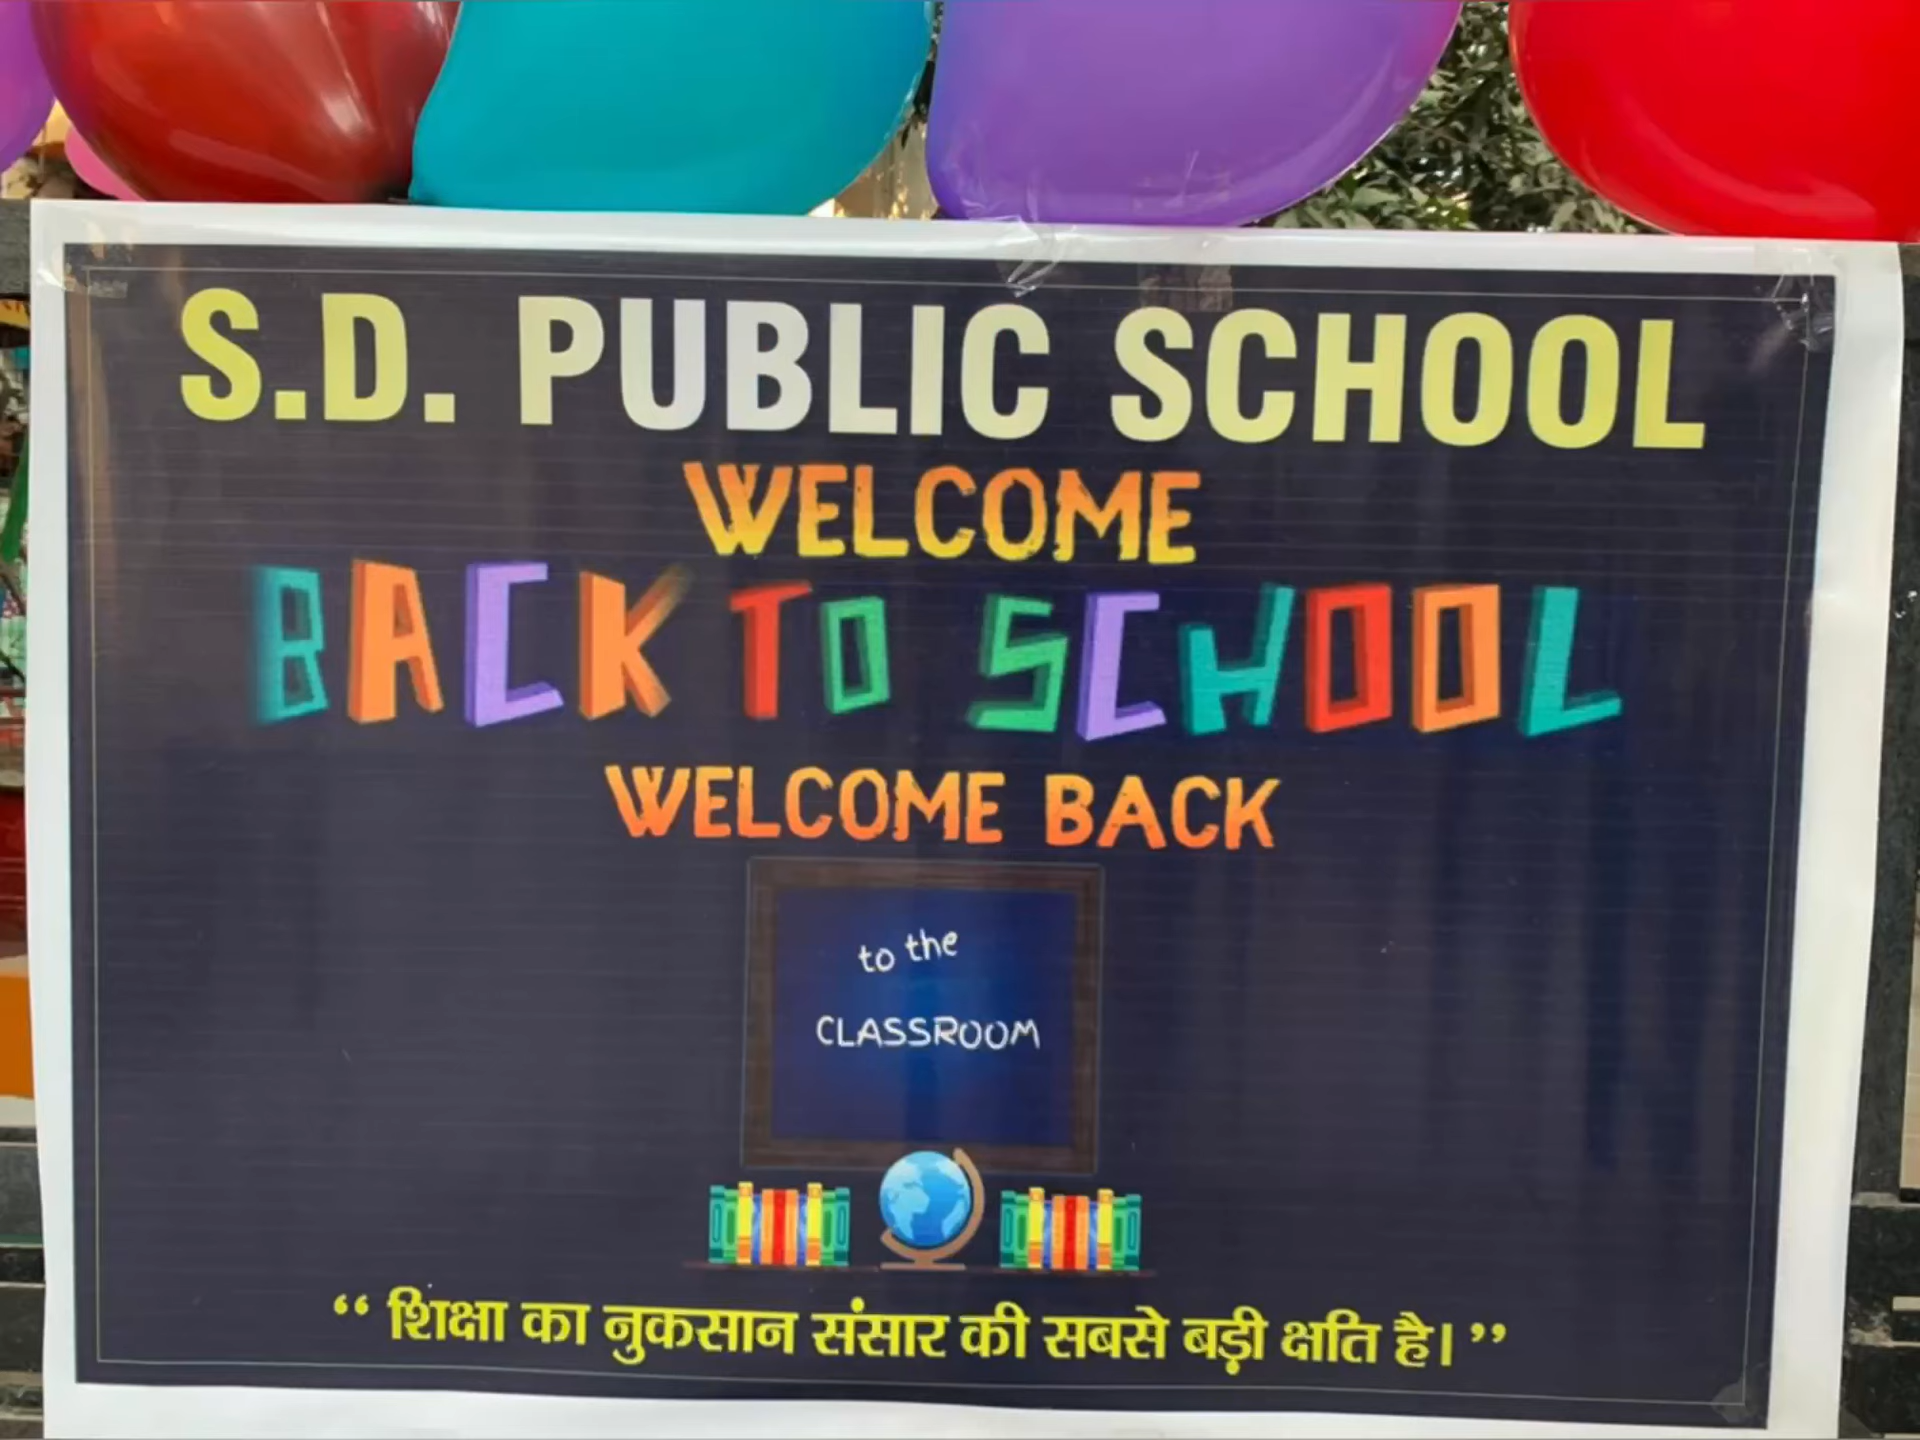 S.D. PUBLIC SCHOOL
WELCOME
BACK TO SCHOOL
WELCOME BACK
to the
CLASSROOM
“ शिक्षा का नुकसान संसार की सबसे बड़ी क्षति है। ”